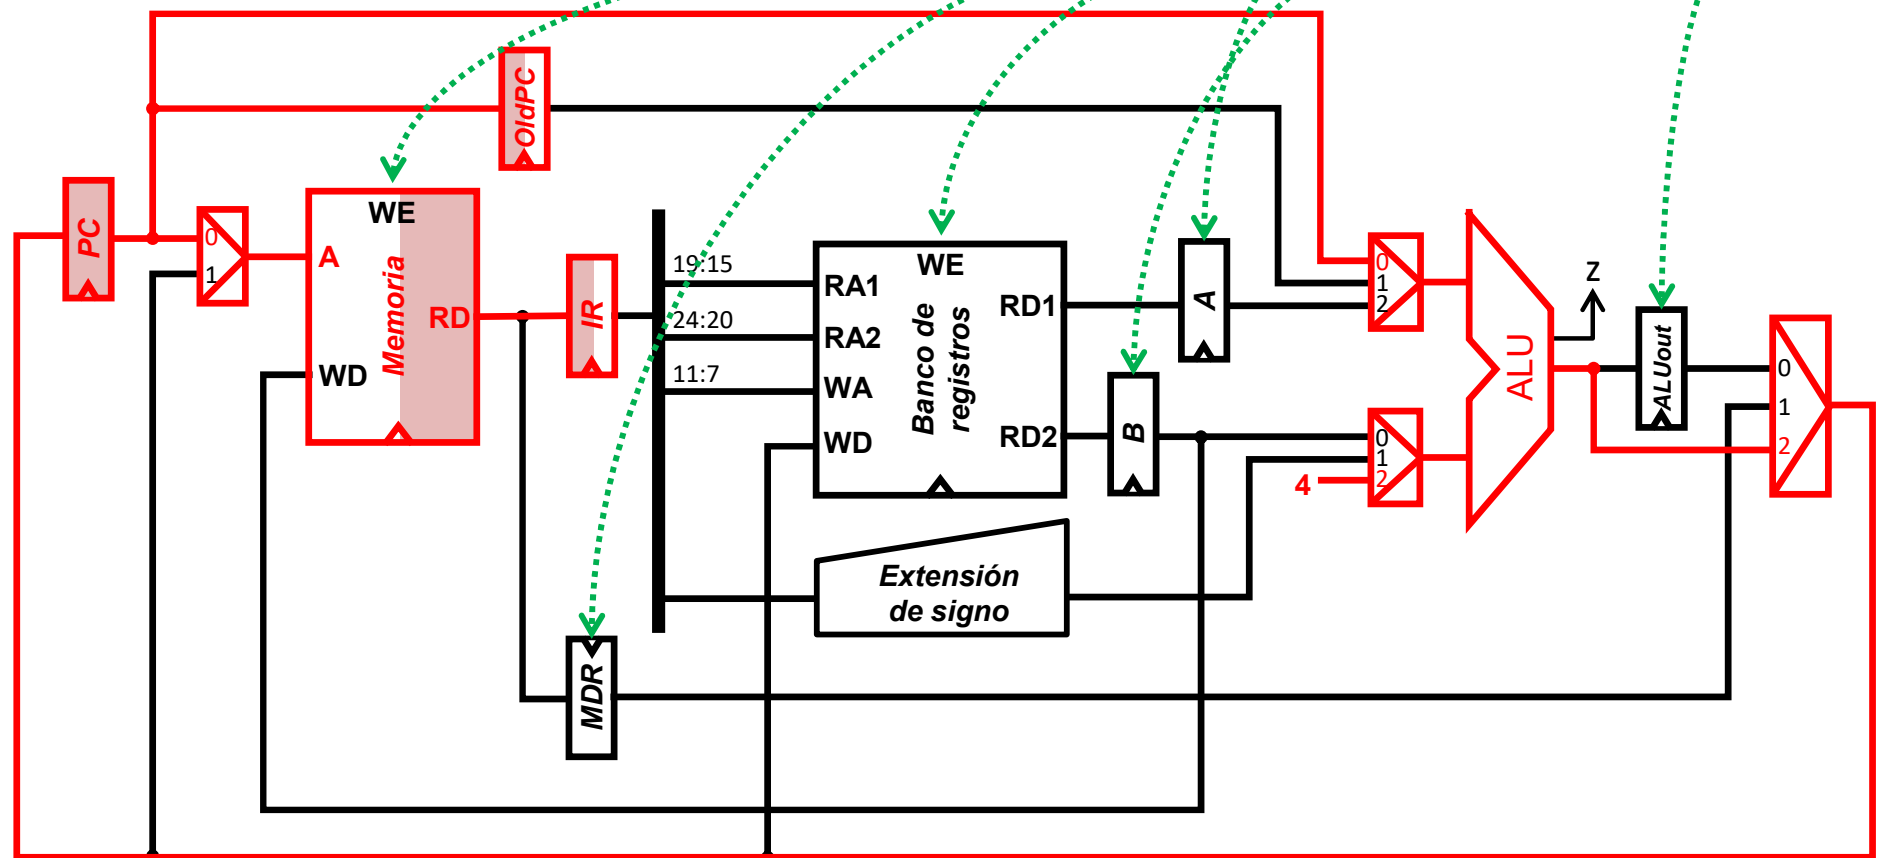 OldPC
PC
0
1
WE
A
Memoria
RD
WD
IR
19:15
24:20
11:7
WE
RA1
RA2
WA
WD
Banco de
registros
RD1
RD2
A
B
0
1
2
0
1
2
4
ALU
Z
ALUout
0
1
2
Extensión
de signo
MDR